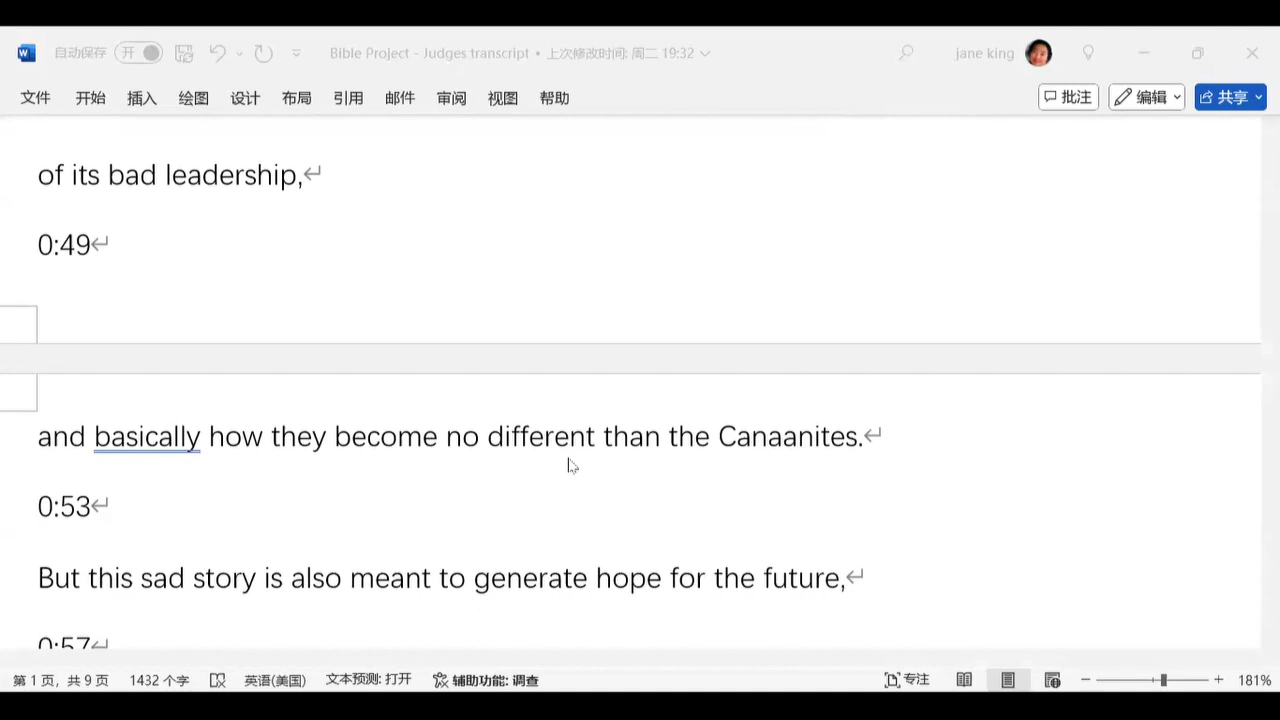 自动保存 开 Bible Project - Judges transcript • 上次修改时间: 周二 19:32 jane king
文件 开始 插入 绘图 设计 布局 引用 邮件 审阅 视图 帮助 批注 编辑 共享
of its bad leadership,
0:49
and basically how they become no different than the Canaanites.
0:53
But this sad story is also meant to generate hope for the future,
0:57
第 1 页，共 9 页 1432 个字 英语(美国) 文本预测: 打开 辅助功能: 调查 专注 181%